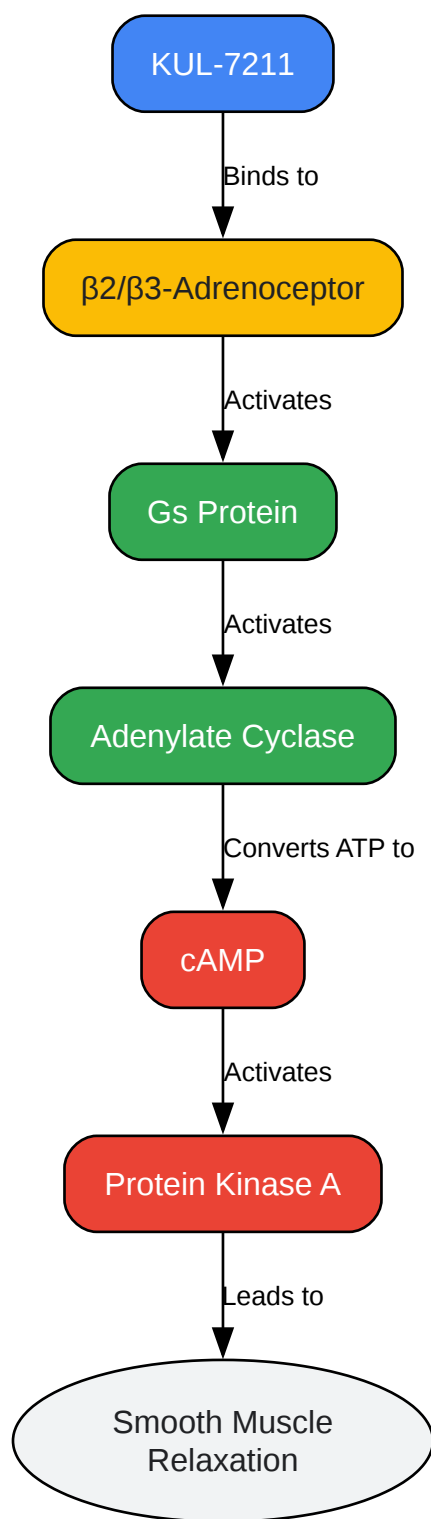 KUL-7211
Binds to
β2/β3-Adrenoceptor
Activates
Gs Protein
Activates
Adenylate Cyclase
Converts ATP to
cAMP
Activates
Protein Kinase A
Leads to
Smooth Muscle
Relaxation